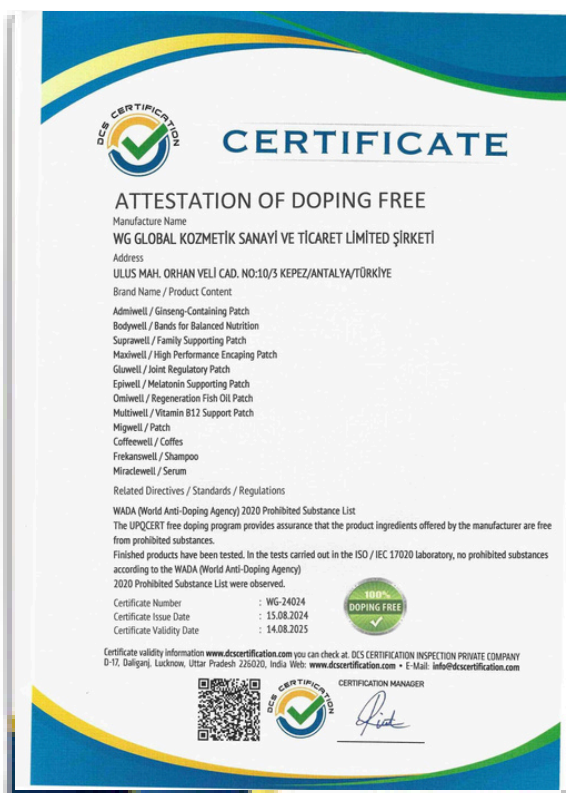 DCS CERTIFICATION
CERTIFICATE
ATTESTATION OF DOPING FREE
Manufacture Name
WG GLOBAL KOZMETİK SANAYİ VE TİCARET LİMİTED ŞİRKETİ
Address
ULUS MAH. ORHAN VELİ CAD. NO:10/3 KEPEZ/ANTALYA/TÜRKİYE
Brand Name / Product Content
Admiwell / Ginseng-Containing Patch
Bodywell / Bands for Balanced Nutrition
Suprawell / Family Supporting Patch
Maxiwell / High Performance Encaping Patch
Gluwell / Joint Regulatory Patch
Epiwell / Melatonin Supporting Patch
Omiwell / Regeneration Fish Oil Patch
Multiwell / Vitamin B12 Support Patch
Migwell / Patch
Coffeewell / Coffes
Frekanswell / Shampoo
Miraclewell / Serum
Related Directives / Standards / Regulations
WADA (World Anti-Doping Agency) 2020 Prohibited Substance List
The UPQCERT free doping program provides assurance that the product ingredients offered by the manufacturer are free
from prohibited substances.
Finished products have been tested. In the tests carried out in the ISO / IEC 17020 laboratory, no prohibited substances
according to the WADA (World Anti-Doping Agency)
2020 Prohibited Substance List were observed.
Certificate Number : WG-24024
Certificate Issue Date : 15.08.2024
Certificate Validity Date : 14.08.2025
100%
DOPING FREE
Certificate validity information www.dcscertification.com you can check at. DCS CERTIFICATION INSPECTION PRIVATE COMPANY
D-17, Daliganj, Lucknow, Uttar Pradesh 226020, India Web: www.dcscertification.com • E-Mail: info@dcscertification.com
DCS CERTIFICATION
CERTIFICATION MANAGER